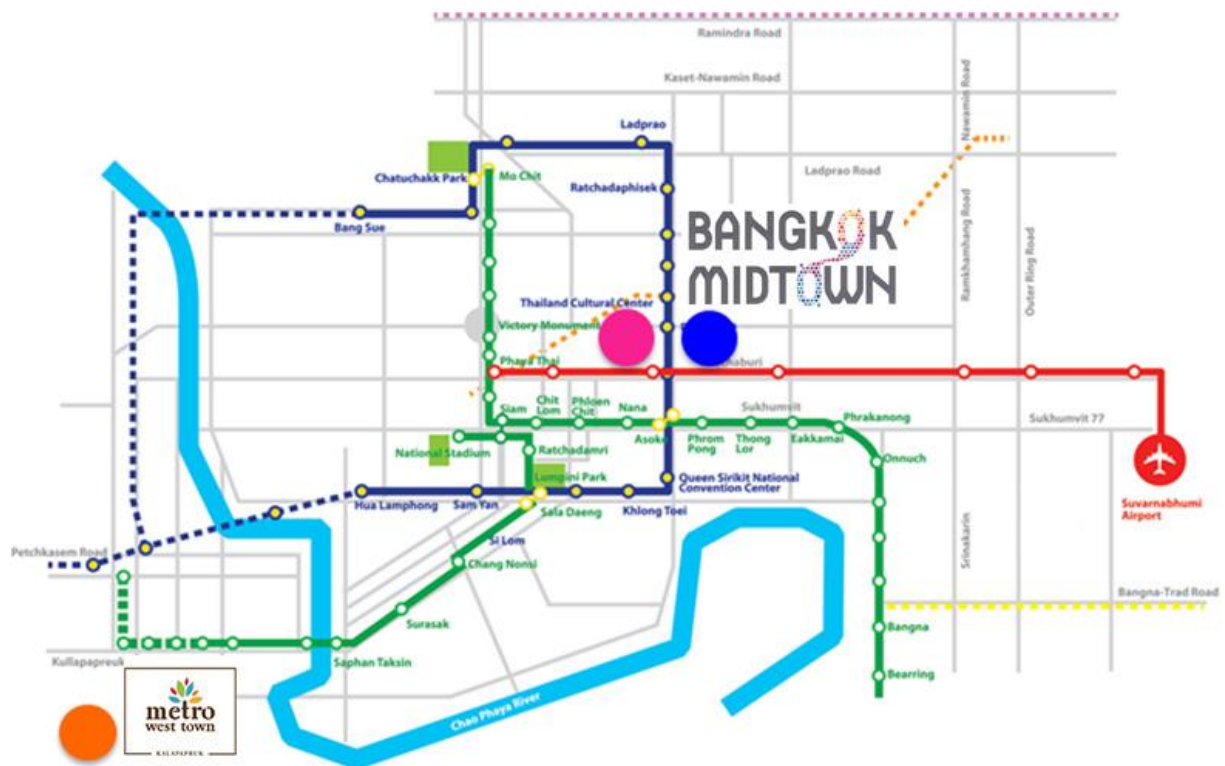 Ramindra Road
Kaset-Nawamin Road
Nawamin Road
Ladprao
Ladprao Road
Chatuchakk Park
Mo Chit
Ratchadaphisek
Bang Sue
BANGKOK
MIDTOWN
Ramkhamhang Road
Outer Ring Road
Thailand Cultural Center
Victory Monument
Phaya Thai
Siam
Chit
Lom
Phloen
Chit
Nana
Asoke
Sukhumvit
Phrom
Pong
Thong
Lor
Eakkamai
Phrakanong
Sukhumvit 77
National Stadium
Ratchadamri
Onnuch
Lumpini Park
Queen Sirikit National
Convention Center
Hua Lamphong
Sam Yan
Sala Daeng
Khlong Toei
Suvarnabhumi
Airport
Si Lom
Petchkasem Road
Chang Nonsi
Srinakarin
Bangna-Trad Road
Surasak
Bangna
Kullapapreuk
Saphan Taksin
Bearring
Chao Phaya River
metro
west town
KALAPAPRUK